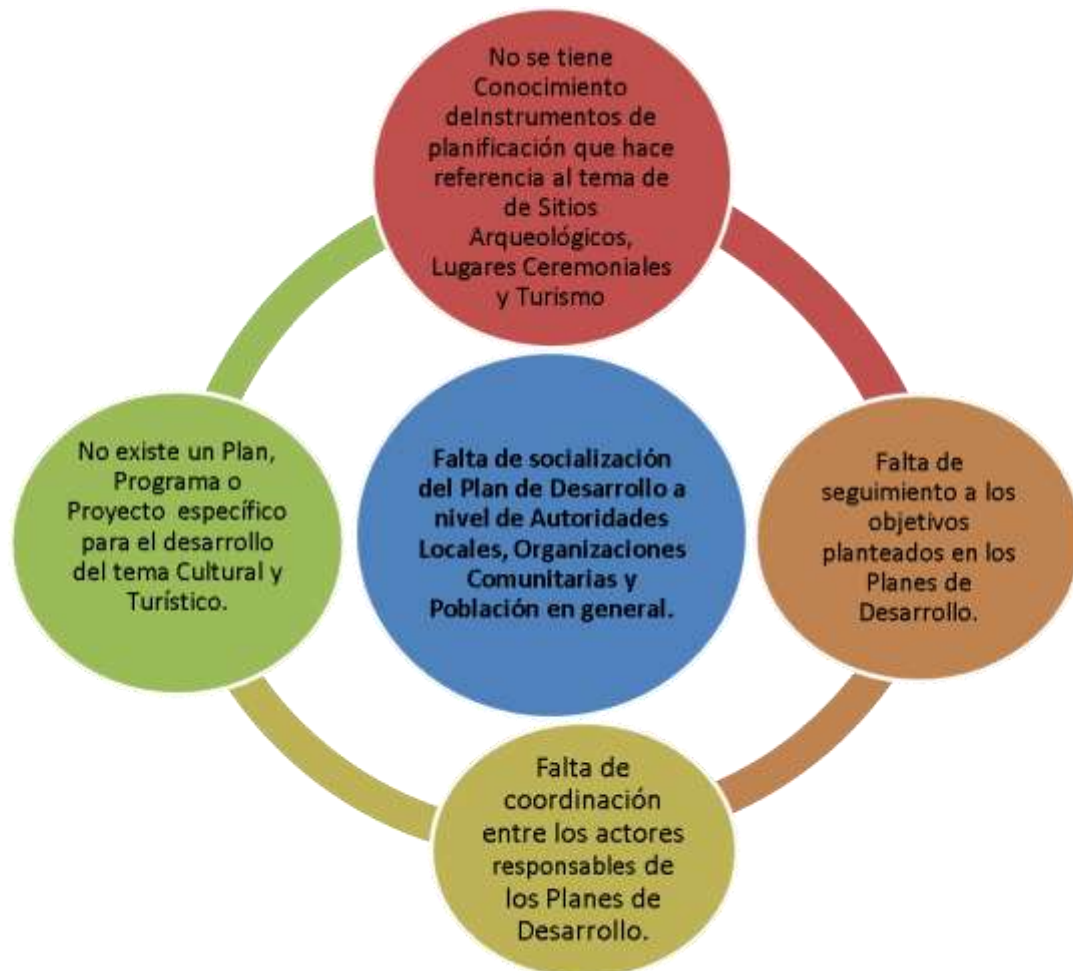 No se tiene
Conocimiento
deInstrumentos de
planificación que hace
referencia al tema de
de Sitios
Arqueológicos,
Lugares Ceremoniales
y Turismo
No existe un Plan,
Programa o
Proyecto específico
para el desarrollo
del tema Cultural y
Turístico.
Falta de socialización
del Plan de Desarrollo a
nivel de Autoridades
Locales, Organizaciones
Comunitarias y
Población en general.
Falta de
seguimiento a los
objetivos
planteados en los
Planes de
Desarrollo.
Falta de
coordinación
entre los actores
responsables de
los Planes de
Desarrollo.